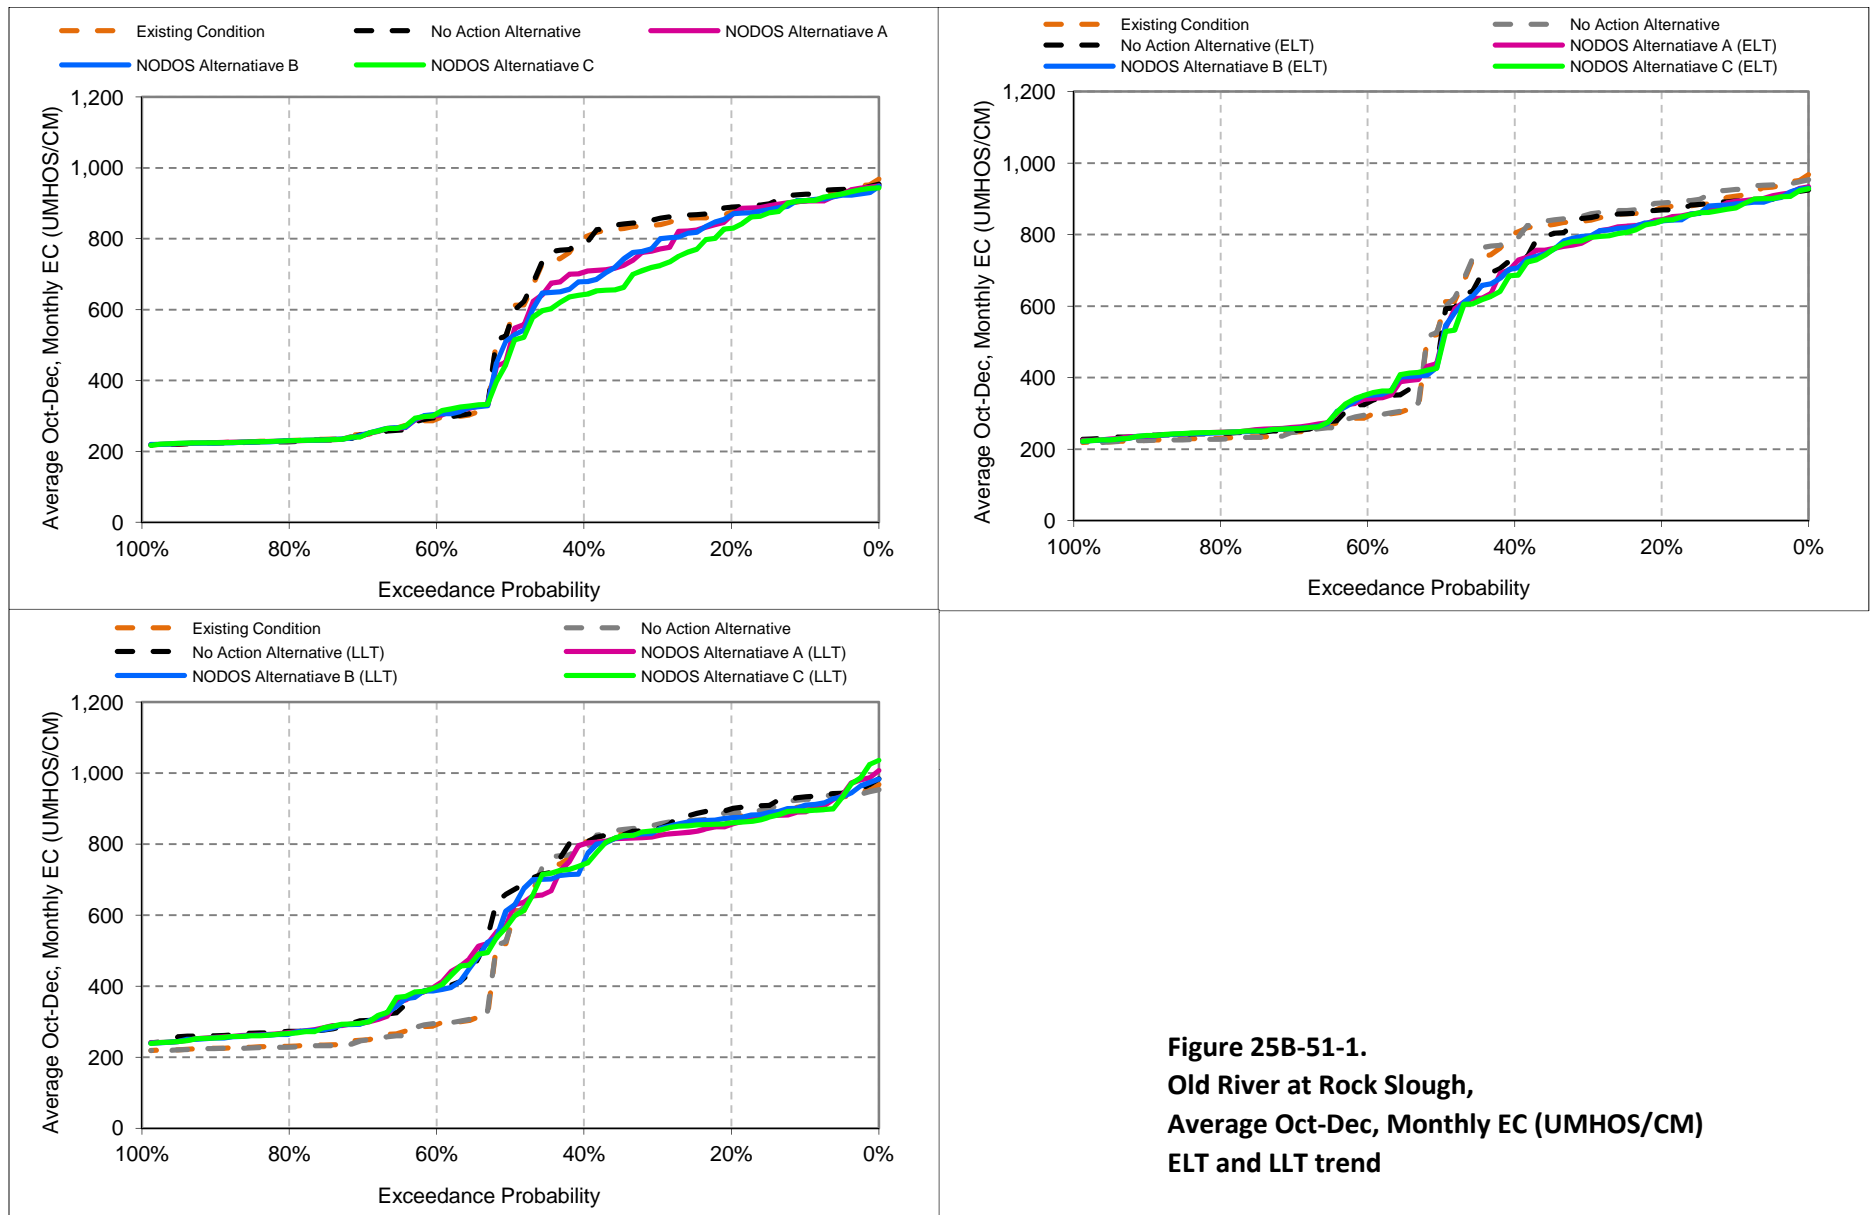 Existing Condition
No Action Alternative
NODOS Alternatiave A
NODOS Alternatiave B
NODOS Alternatiave C
Average Oct-Dec, Monthly EC (UMHOS/CM)
1,200
1,000
800
600
400
200
0
100%
80%
60%
40%
20%
0%
Exceedance Probability
Existing Condition
No Action Alternative
No Action Alternative (ELT)
NODOS Alternatiave A (ELT)
NODOS Alternatiave B (ELT)
NODOS Alternatiave C (ELT)
Average Oct-Dec, Monthly EC (UMHOS/CM)
1,200
1,000
800
600
400
200
0
100%
80%
60%
40%
20%
0%
Exceedance Probability
Existing Condition
No Action Alternative
No Action Alternative (LLT)
NODOS Alternatiave A (LLT)
NODOS Alternatiave B (LLT)
NODOS Alternatiave C (LLT)
Average Oct-Dec, Monthly EC (UMHOS/CM)
1,200
1,000
800
600
400
200
0
100%
80%
60%
40%
20%
0%
Exceedance Probability
Figure 25B-51-1.
Old River at Rock Slough,
Average Oct-Dec, Monthly EC (UMHOS/CM)
ELT and LLT trend